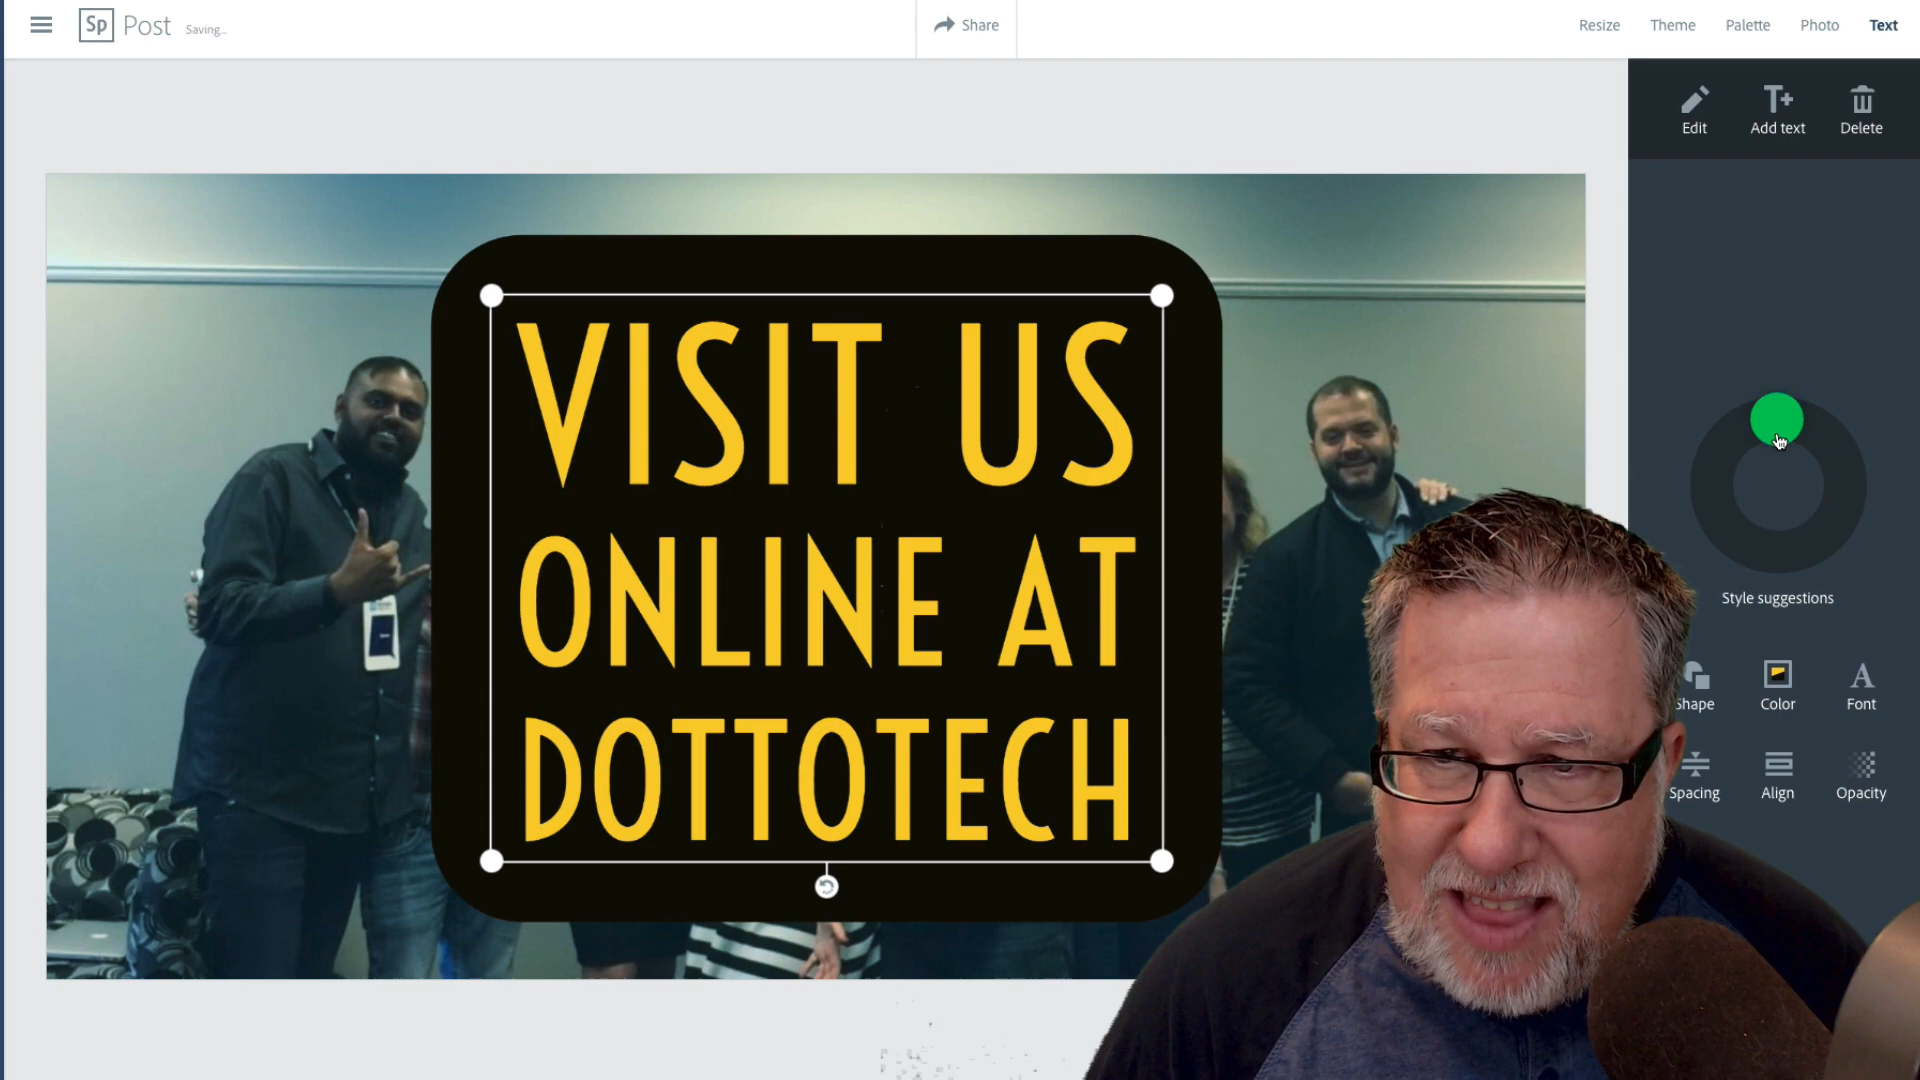 Sp Post Saving... Share Resize Theme Palette Photo Text
Edit Add text Delete
VISIT US
ONLINE AT
DOTTOTECH
Style suggestions
Shape Color Font
Spacing Align Opacity